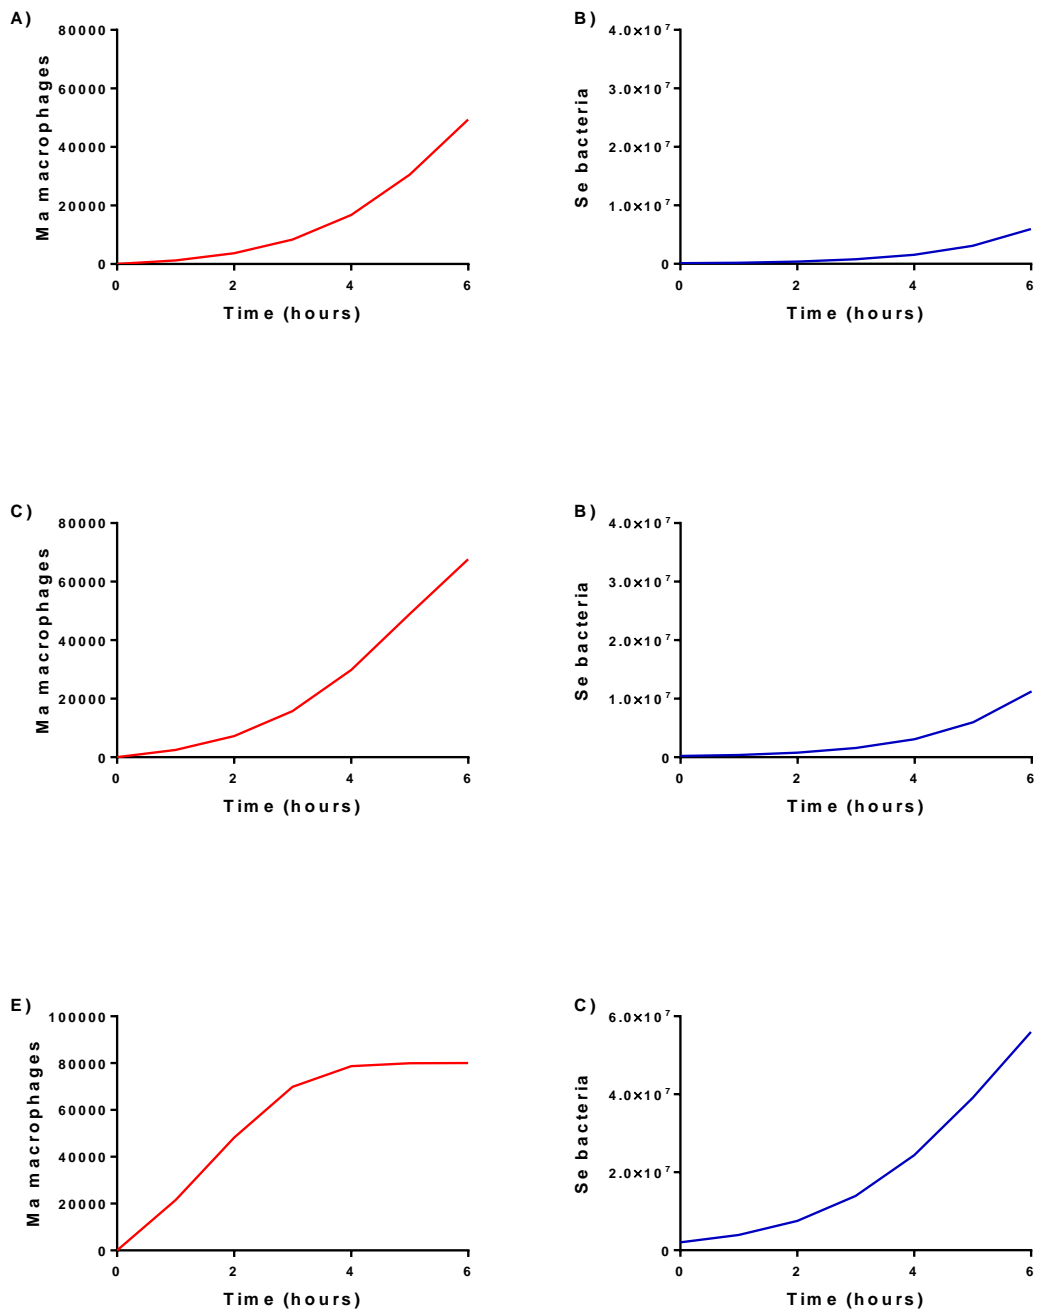 A)
Ma macrophages
80000
60000
40000
20000
0
0 2 4 6
Time (hours)
B)
Se bacteria
4.0×10⁷
3.0×10⁷
2.0×10⁷
1.0×10⁷
0
0 2 4 6
Time (hours)
C)
Ma macrophages
80000
60000
40000
20000
0
0 2 4 6
Time (hours)
B)
Se bacteria
4.0×10⁷
3.0×10⁷
2.0×10⁷
1.0×10⁷
0
0 2 4 6
Time (hours)
E)
Ma macrophages
100000
80000
60000
40000
20000
0
0 2 4 6
Time (hours)
C)
Se bacteria
6.0×10⁷
4.0×10⁷
2.0×10⁷
0
0 2 4 6
Time (hours)